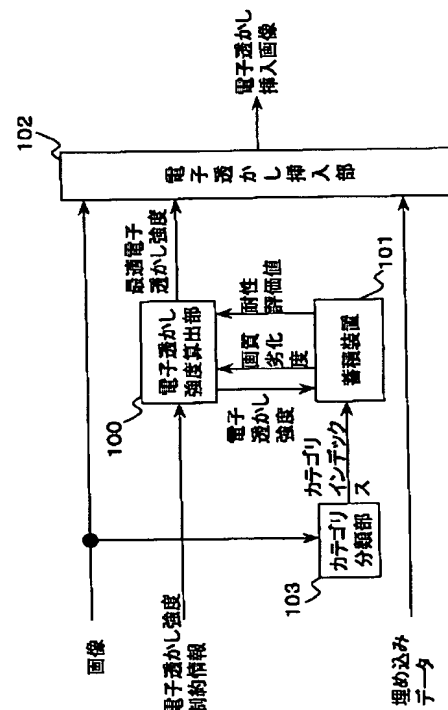 画像
電子透かし強度
制約情報
埋め込み
データ
100
電子透かし
強度算出部
最適電子
透かし強度
電子
透かし
強度
画質
劣化
度
耐性
評価値
101
蓄積装置
カテゴリ
インデック
ス
103
カテゴリ
分類部
102
電子透かし挿入部
電子透かし
挿入画像